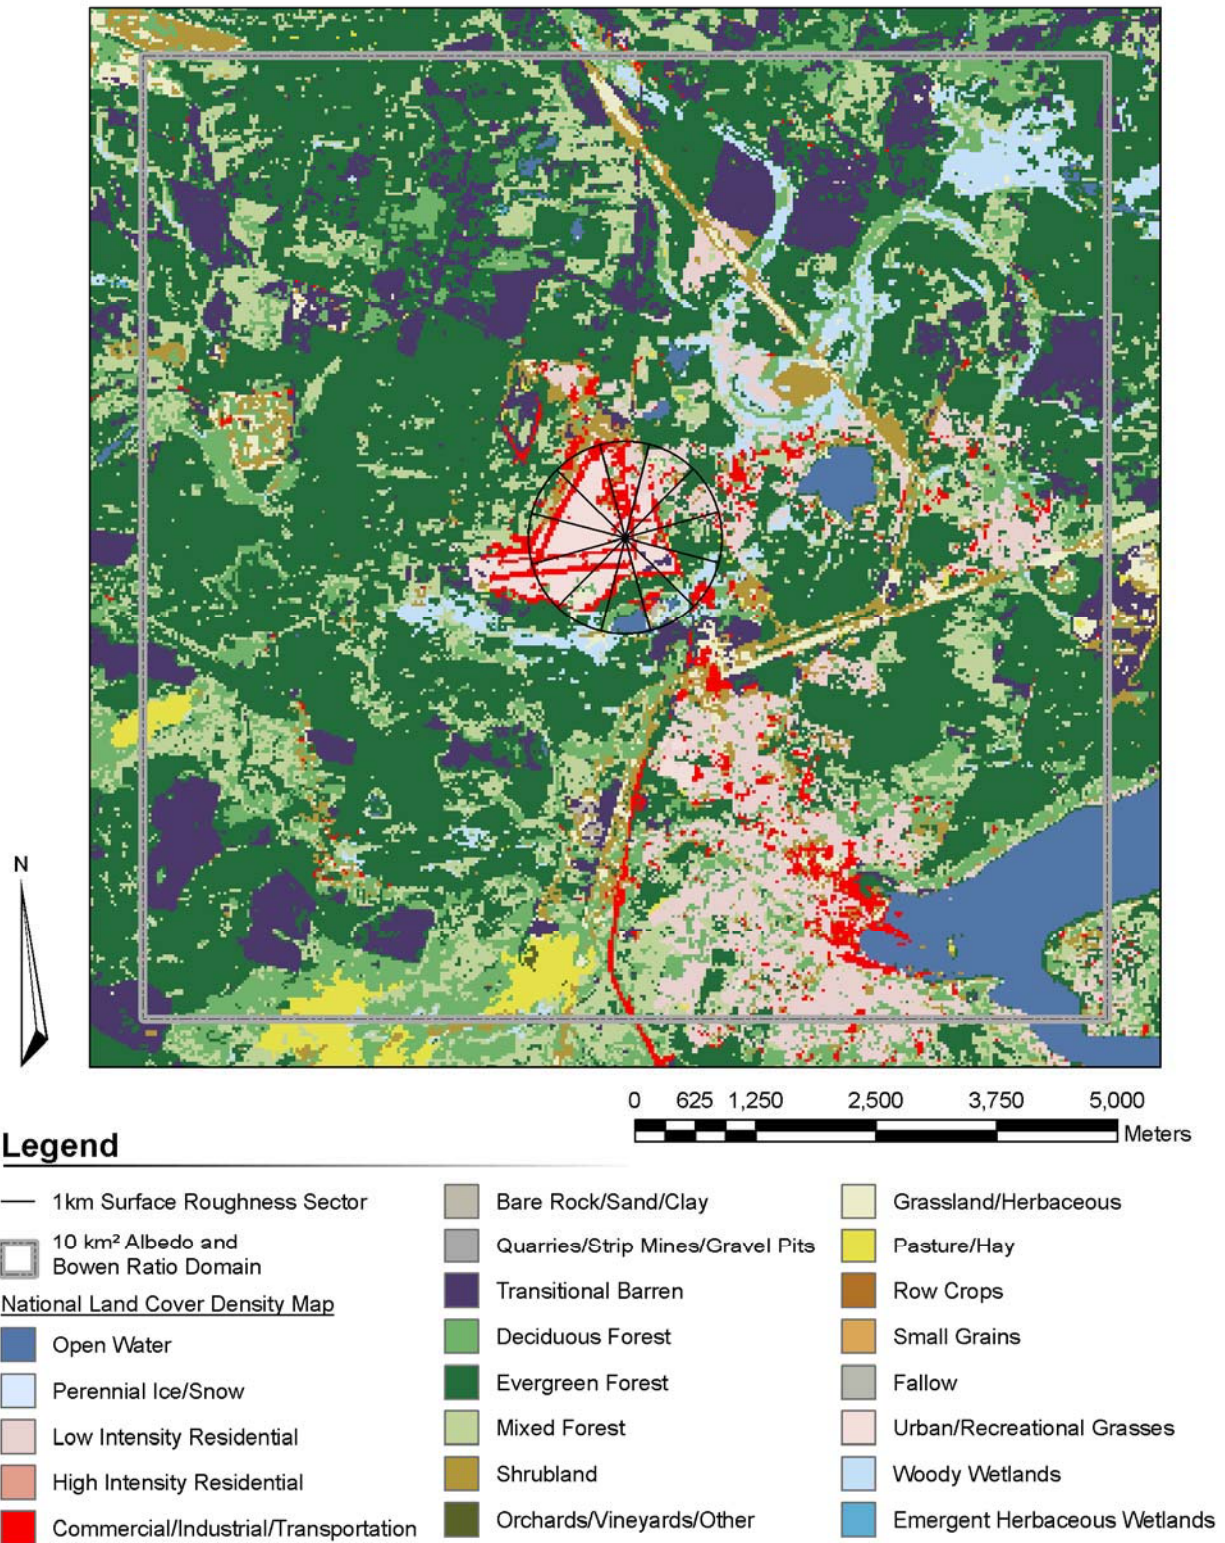 N
0 625 1,250 2,500 3,750 5,000
Meters
Legend
1km Surface Roughness Sector
10 km² Albedo and
Bowen Ratio Domain
National Land Cover Density Map
Open Water
Perennial Ice/Snow
Low Intensity Residential
High Intensity Residential
Commercial/Industrial/Transportation
Bare Rock/Sand/Clay
Quarries/Strip Mines/Gravel Pits
Transitional Barren
Deciduous Forest
Evergreen Forest
Mixed Forest
Shrubland
Orchards/Vineyards/Other
Grassland/Herbaceous
Pasture/Hay
Row Crops
Small Grains
Fallow
Urban/Recreational Grasses
Woody Wetlands
Emergent Herbaceous Wetlands